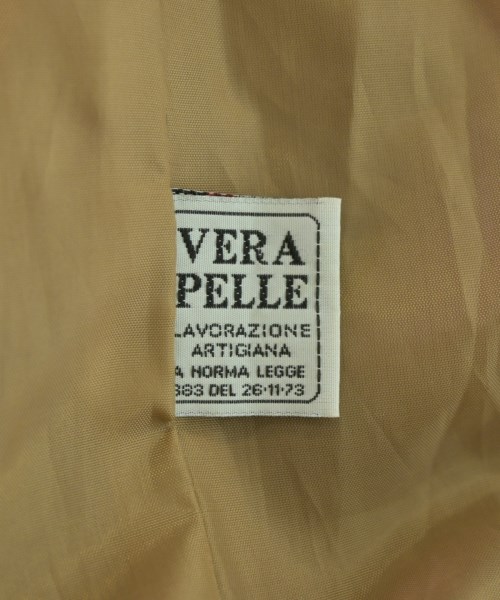 VERA
PELLE
LAVORAZIONE
ARTIGIANA
A NORMA LEGGE
883 DEL 26·11·73